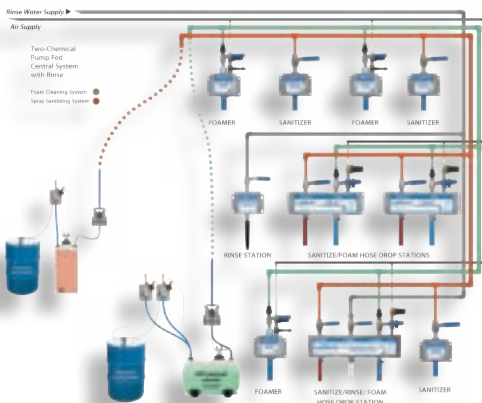 Rinse Water Supply ▶
Air Supply
Two-Chemical
Pump Fed
Central System
with Rinse
Foam Cleaning System
Spray Sanitizing System
FOAMER
SANITIZER
FOAMER
SANITIZER
RINSE STATION
SANITIZE/FOAM HOSE DROP STATIONS
FOAMER
SANITIZE/RINSE/ FOAM
HOSE DROP STATION
SANITIZER